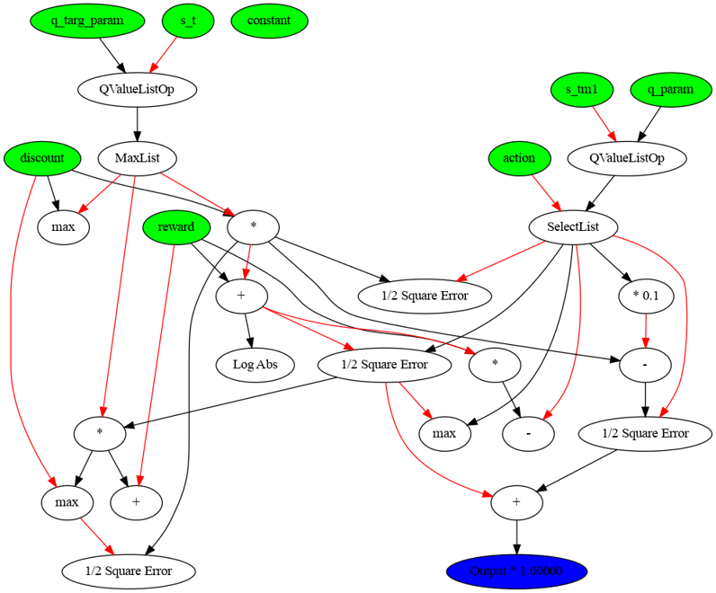 q_targ_param
s_t
constant
QValueListOp
s_tm1
q_param
discount
MaxList
action
QValueListOp
max
reward
*
SelectList
+
1/2 Square Error
* 0.1
Log Abs
1/2 Square Error
*
-
*
max
-
1/2 Square Error
max
+
+
1/2 Square Error
Output * 1.00000